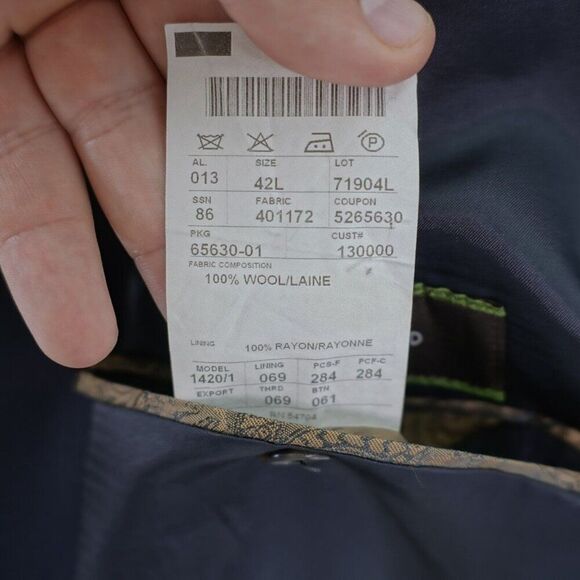 AL. SIZE LOT
013 42L 71904L
SSN FABRIC COUPON
86 401172 5265630
PKG CUST#
65630-01 130000
FABRIC COMPOSITION
100% WOOL/LAINE
LINING 100% RAYON/RAYONNE
MODEL LINING PCS-F PCF-C
1420/1 069 284 284
EXPORT THRD BTN
069 061
RN 54704